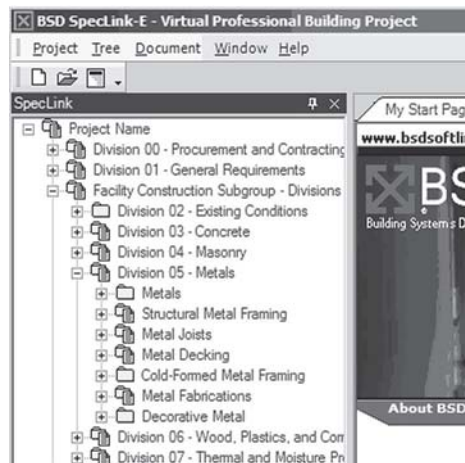 BSD SpecLink-E - Virtual Professional Building Project
Project Tree Document Window Help
SpecLink
My Start Pag
Project Name
www.bsdsoftli
Division 00 - Procurement and Contracting
Division 01 - General Requirements
Facility Construction Subgroup - Divisions
BS
Division 02 - Existing Conditions
Building Systems D
Division 03 - Concrete
Division 04 - Masonry
Division 05 - Metals
Metals
Structural Metal Framing
Metal Joists
Metal Decking
Cold-Formed Metal Framing
Metal Fabrications
About BSD
Decorative Metal
Division 06 - Wood, Plastics, and Com
Division 07 - Thermal and Moisture Pr